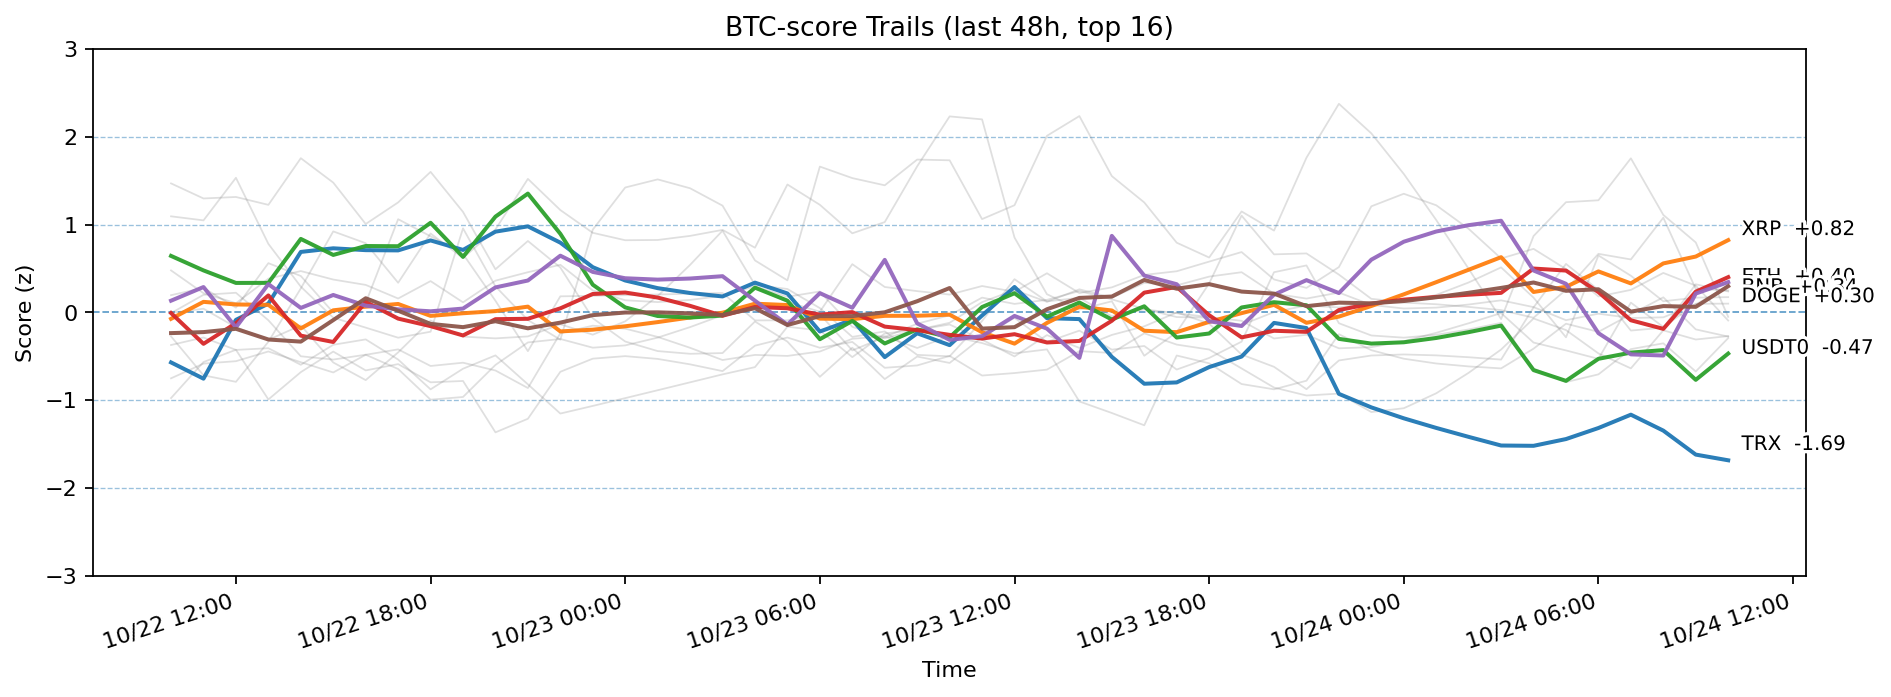 BTC-score Trails (last 48h, top 16)
Score (z)
3
2
1
0
−1
−2
−3
XRP +0.82
ETH +0.40
BNB +0.34
DOGE +0.30
USDT0 -0.47
TRX -1.69
10/22 12:00
10/22 18:00
10/23 00:00
10/23 06:00
10/23 12:00
10/23 18:00
10/24 00:00
10/24 06:00
10/24 12:00
Time